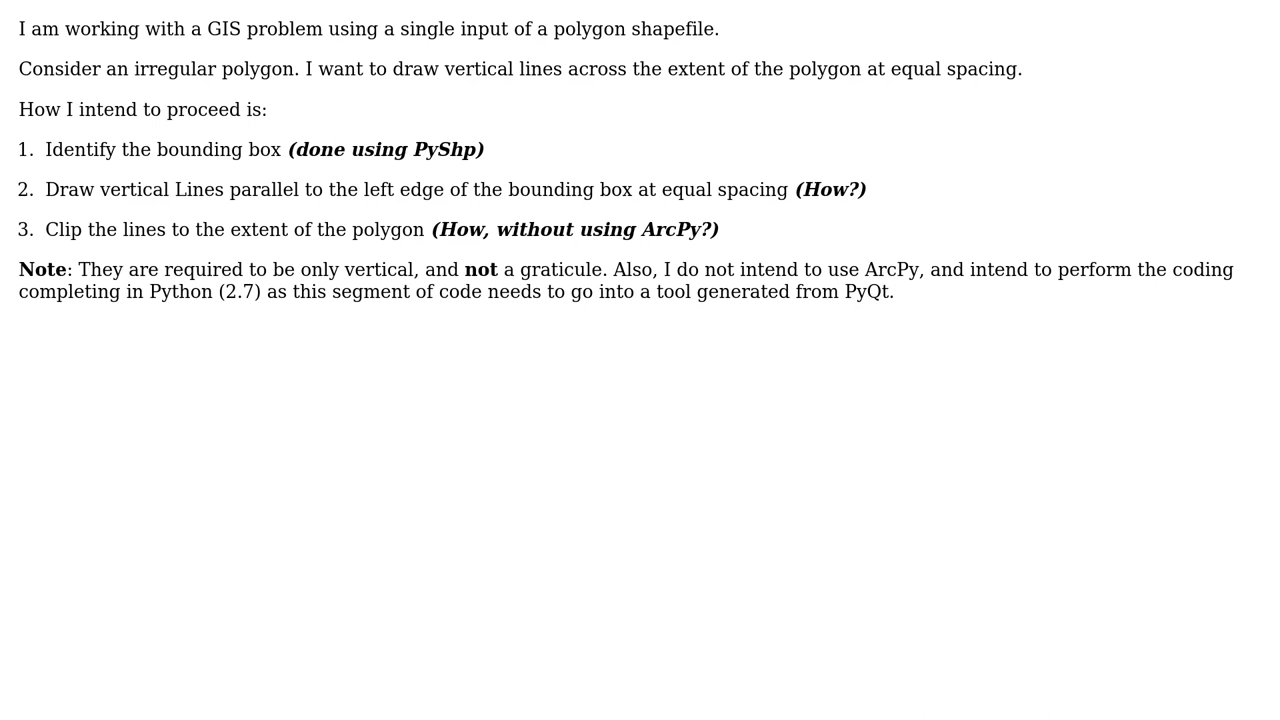 I am working with a GIS problem using a single input of a polygon shapefile.
Consider an irregular polygon. I want to draw vertical lines across the extent of the polygon at equal spacing.
How I intend to proceed is:
1. Identify the bounding box (done using PyShp)
2. Draw vertical Lines parallel to the left edge of the bounding box at equal spacing (How?)
3. Clip the lines to the extent of the polygon (How, without using ArcPy?)
Note: They are required to be only vertical, and not a graticule. Also, I do not intend to use ArcPy, and intend to perform the coding
completing in Python (2.7) as this segment of code needs to go into a tool generated from PyQt.